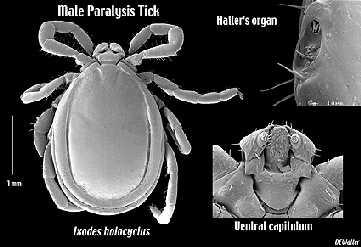 Male Paralysis Tick
Haller's organ
1 mm
Ixodes holocyclus
Ventral capitulum